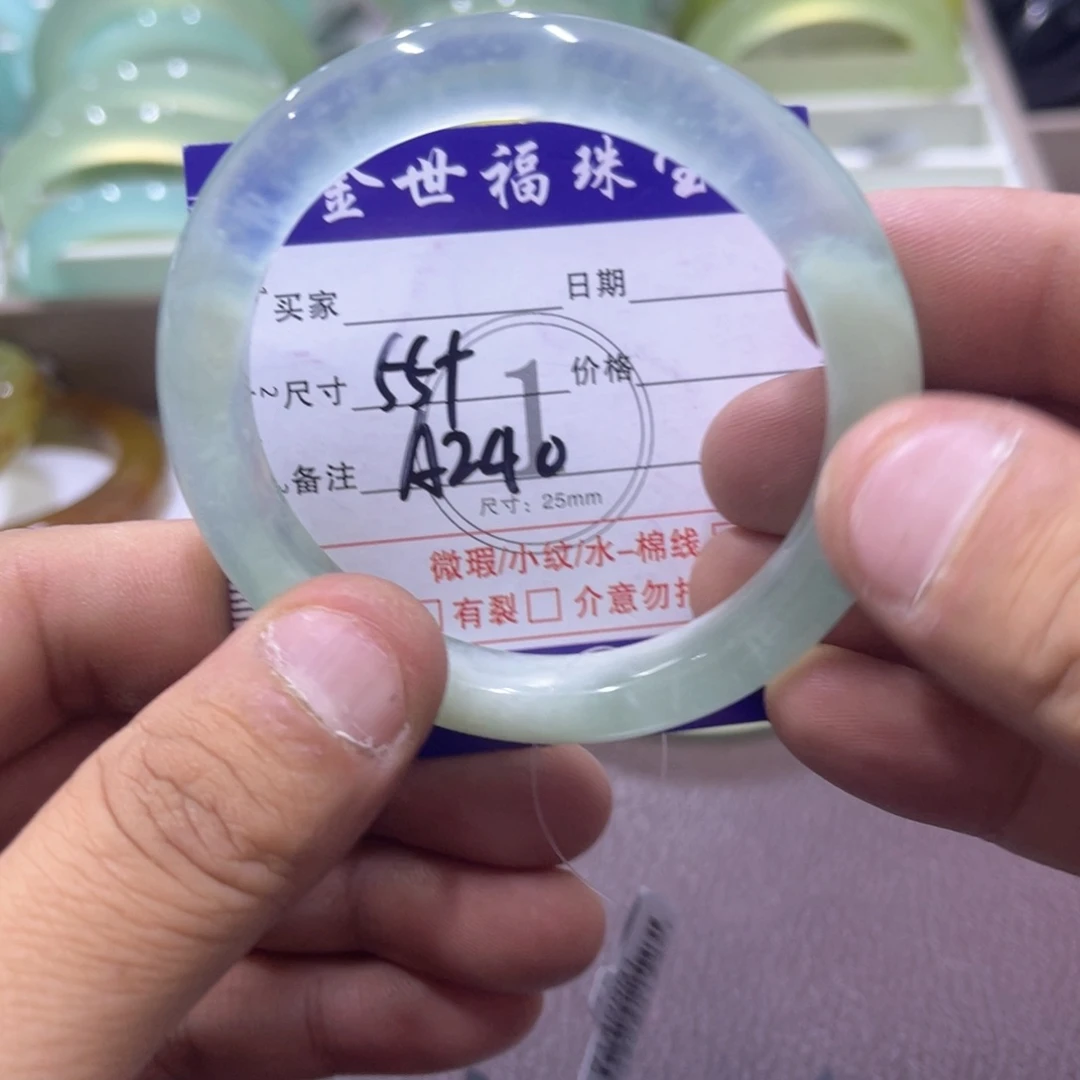 金世福珠宝
买家 日期
尺寸 55+ 价格
1
备注 A240
尺寸：25mm
微瑕/小纹/水-棉线
有裂 介意勿